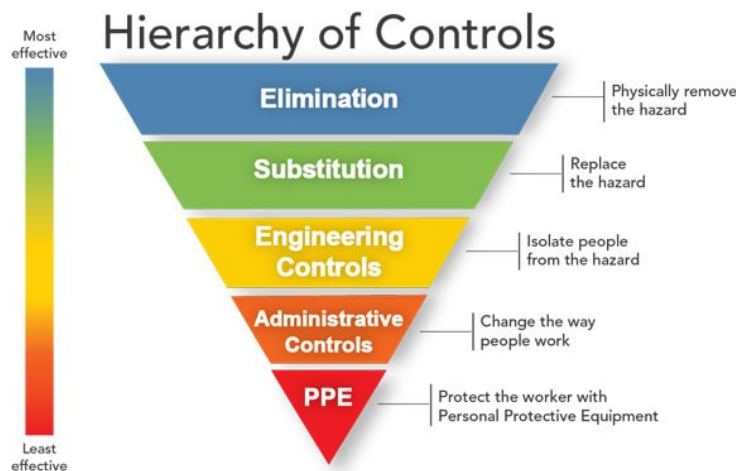 Hierarchy of Controls
Most
effective
Elimination
Physically remove
the hazard
Substitution
Replace
the hazard
Engineering
Controls
Isolate people
from the hazard
Administrative
Controls
Change the way
people work
PPE
Protect the worker with
Personal Protective Equipment
Least
effective